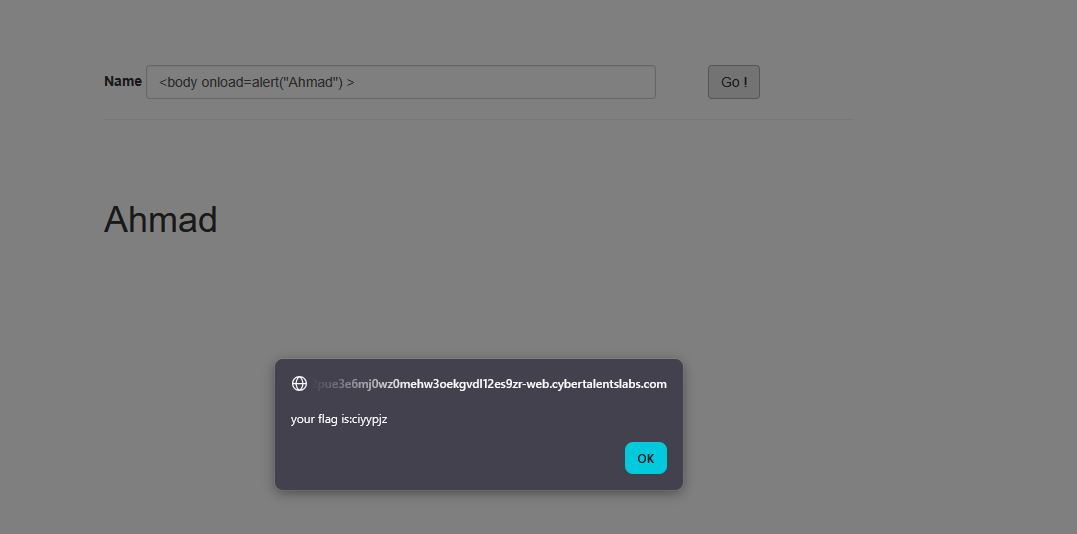 Name <body onload=alert("Ahmad") > Go !
Ahmad
pue3e6mj0wz0mehw3oekgvdl12es9zr-web.cybertalentslabs.com
your flag is:ciyypjz
OK